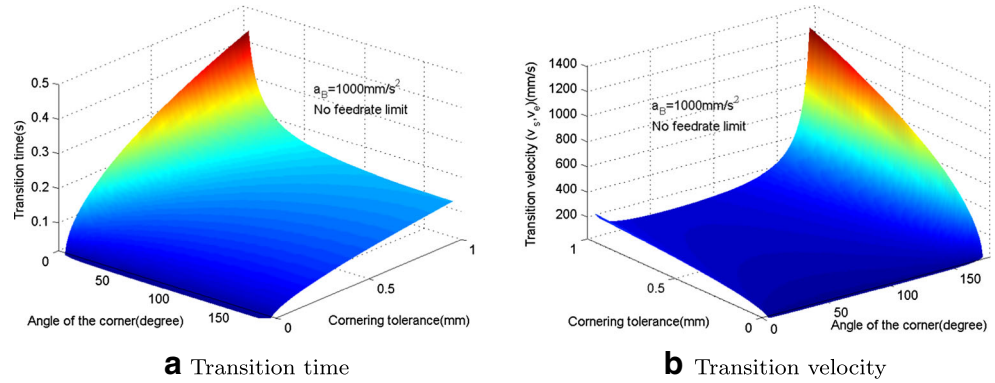 0.5
0.4
0.3
0.2
0.1
0
Transition time(s)
a_B=1000mm/s^2
No feedrate limit
50
100
150
Angle of the corner(degree)
0
0.5
1
Cornering tolerance(mm)
a Transition time
1400
1200
1000
800
600
400
200
Transition velocity (v_s,v_e)(mm/s)
a_B=1000mm/s^2
No feedrate limit
1
0.5
0
Cornering tolerance(mm)
0
50
100
150
Angle of the corner(degree)
b Transition velocity